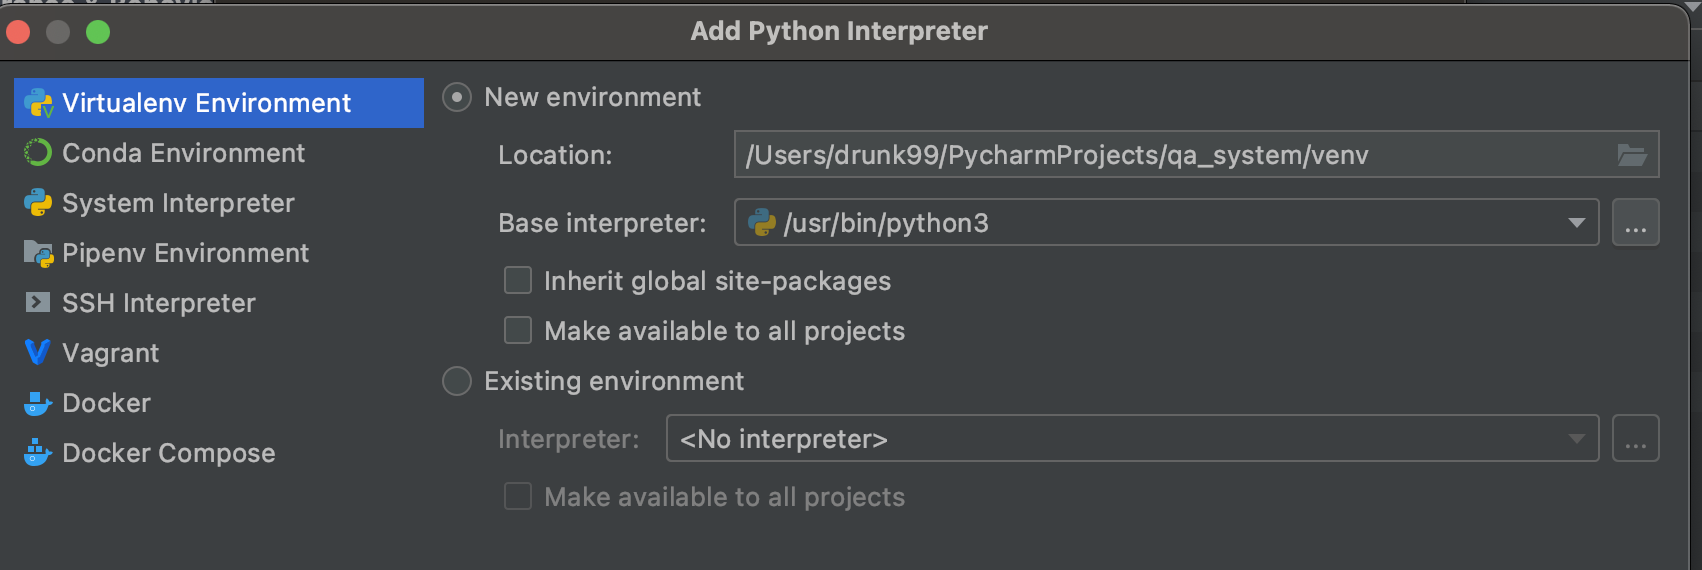 Add Python Interpreter
Virtualenv Environment
Conda Environment
System Interpreter
Pipenv Environment
SSH Interpreter
Vagrant
Docker
Docker Compose
New environment
Location: /Users/drunk99/PycharmProjects/qa_system/venv
Base interpreter: /usr/bin/python3 ...
Inherit global site-packages
Make available to all projects
Existing environment
Interpreter: <No interpreter> ...
Make available to all projects